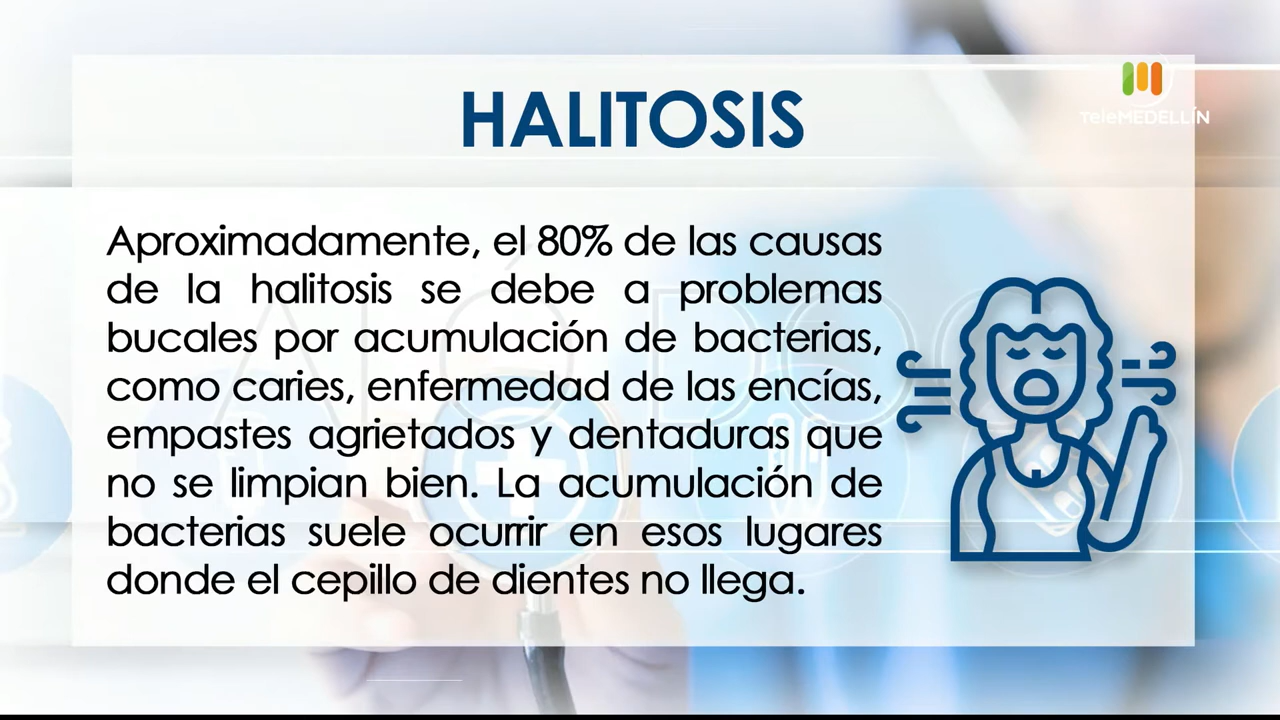 HALITOSIS
TeleMEDELLÍN
Aproximadamente, el 80% de las causas
de la halitosis se debe a problemas
bucales por acumulación de bacterias,
como caries, enfermedad de las encías,
empastes agrietados y dentaduras que
no se limpian bien. La acumulación de
bacterias suele ocurrir en esos lugares
donde el cepillo de dientes no llega.